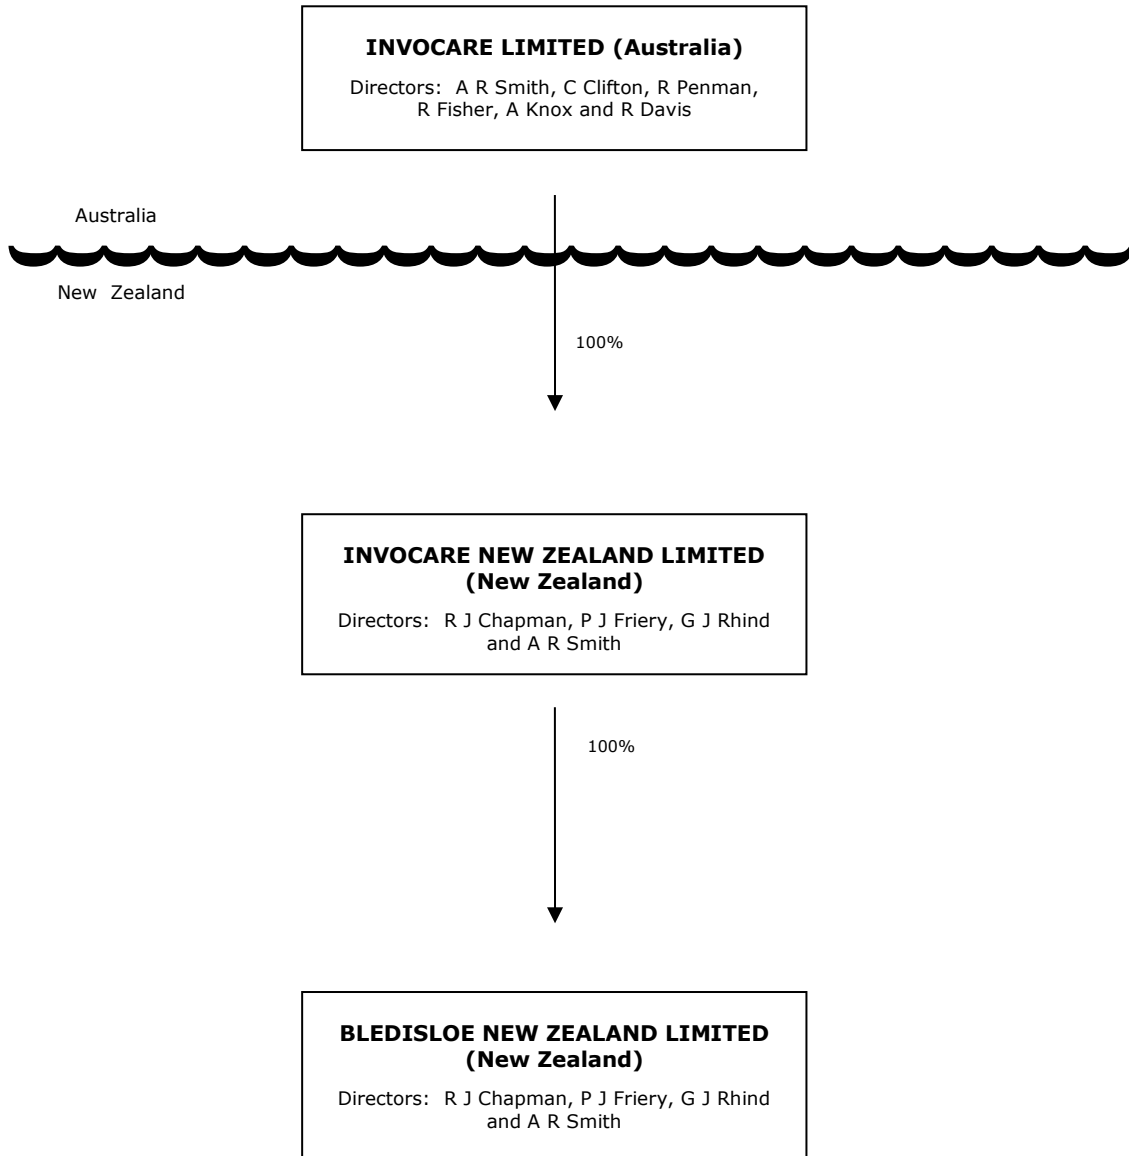 INVOCARE LIMITED (Australia)
Directors: A R Smith, C Clifton, R Penman,
R Fisher, A Knox and R Davis
Australia
New Zealand
100%
INVOCARE NEW ZEALAND LIMITED
(New Zealand)
Directors: R J Chapman, P J Friery, G J Rhind
and A R Smith
100%
BLEDISLOE NEW ZEALAND LIMITED
(New Zealand)
Directors: R J Chapman, P J Friery, G J Rhind
and A R Smith